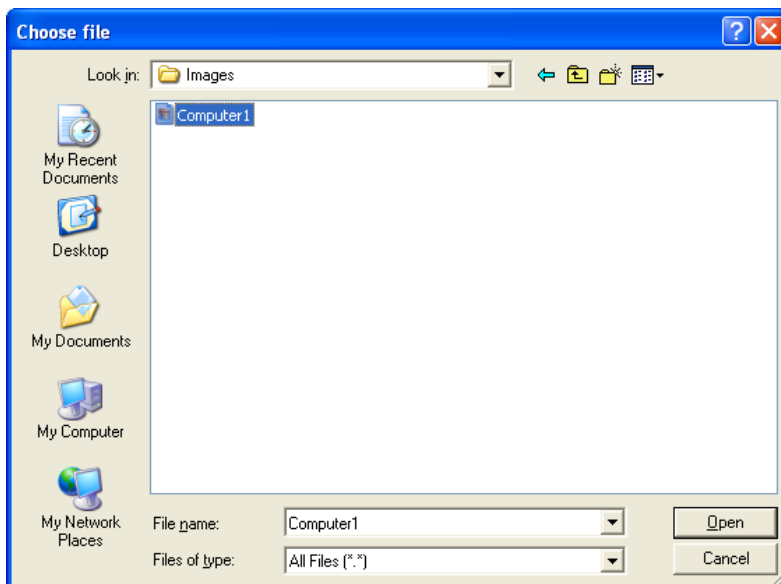 Choose file
Look in:
Images
Computer1
My Recent
Documents
Desktop
My Documents
My Computer
My Network
Places
File name:
Computer1
Open
Files of type:
All Files (*.*)
Cancel